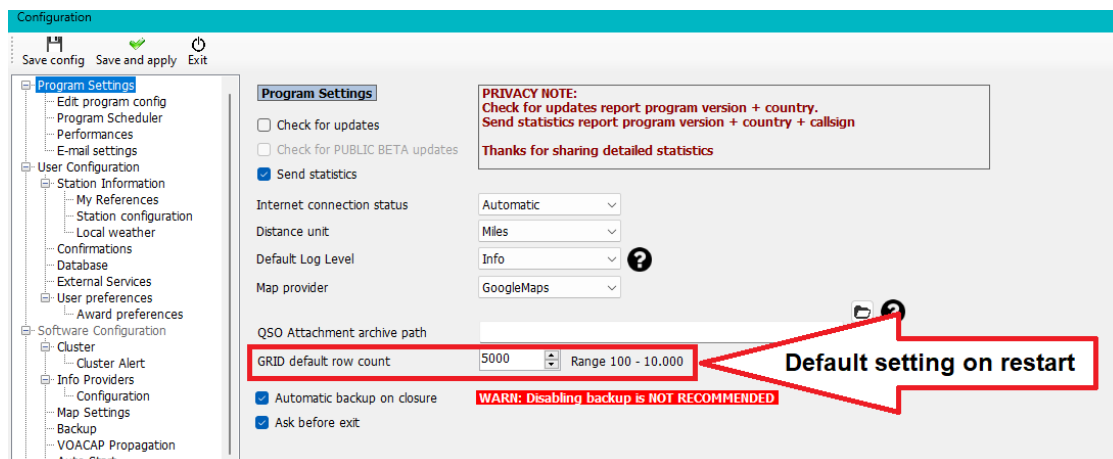 Configuration
Save config Save and apply Exit
Program Settings
Edit program config
Program Scheduler
Performances
E-mail settings
User Configuration
Station Information
My References
Station configuration
Local weather
Confirmations
Database
External Services
User preferences
Award preferences
Software Configuration
Cluster
Cluster Alert
Info Providers
Configuration
Map Settings
Backup
VOACAP Propagation
Program Settings
Check for updates
Check for PUBLIC BETA updates
Send statistics
PRIVACY NOTE:
Check for updates report program version + country.
Send statistics report program version + country + callsign
Thanks for sharing detailed statistics
Internet connection status Automatic
Distance unit Miles
Default Log Level Info ?
Map provider GoogleMaps
?
QSO Attachment archive path
GRID default row count 5000 Range 100 - 10.000
Default setting on restart
Automatic backup on closure WARN: Disabling backup is NOT RECOMMENDED
Ask before exit